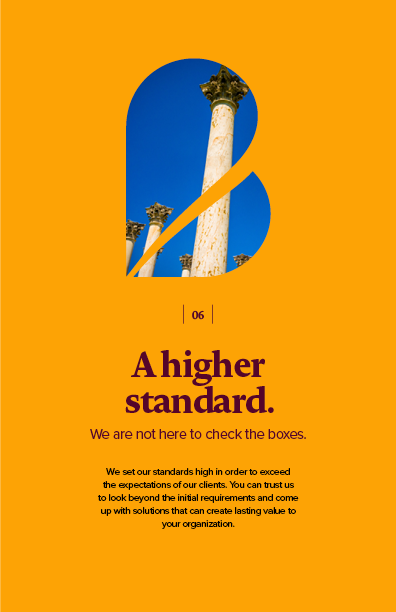 06
A higher
standard.
We are not here to check the boxes.
We set our standards high in order to exceed
the expectations of our clients. You can trust us
to look beyond the initial requirements and come
up with solutions that can create lasting value to
your organization.